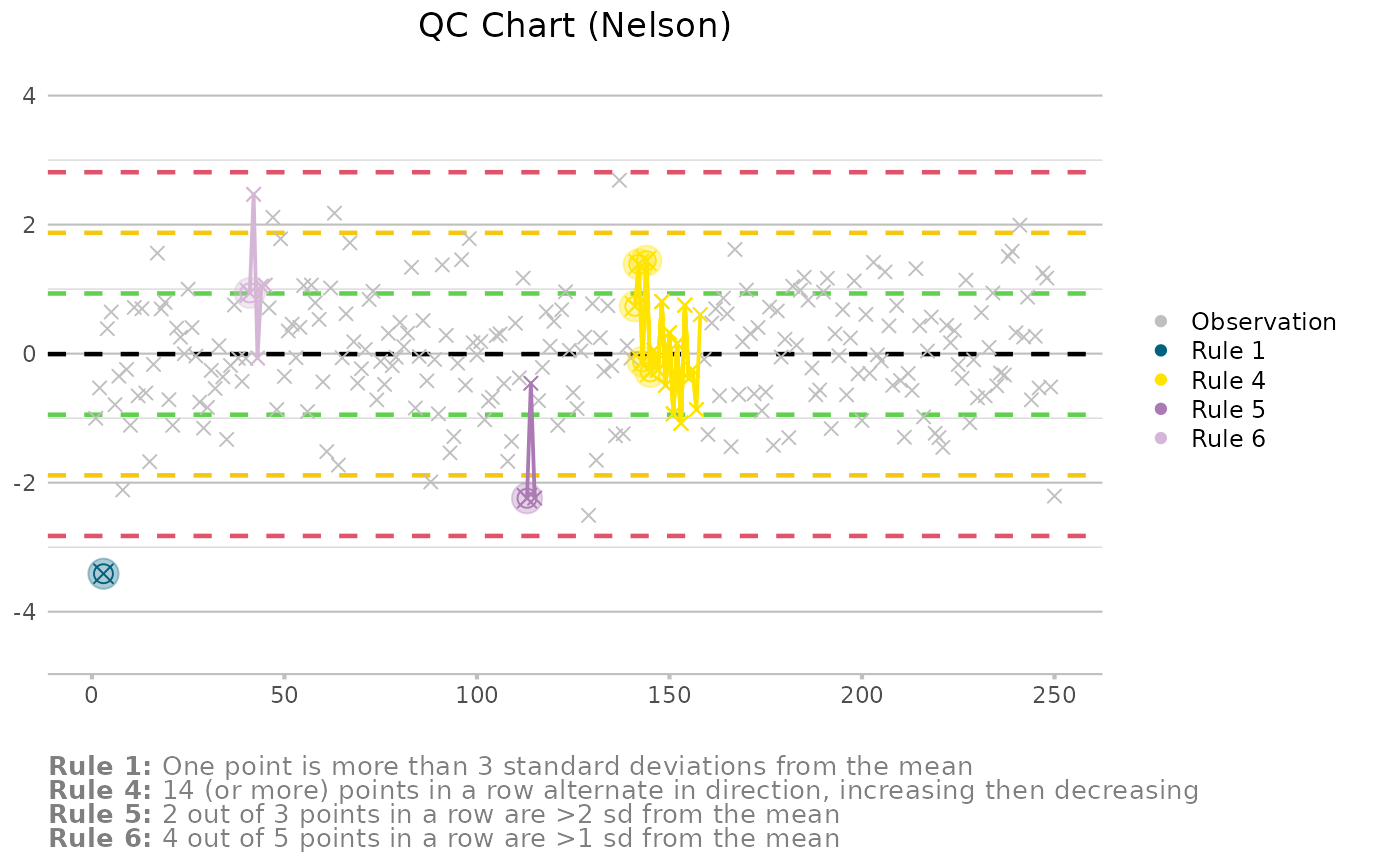 QC Chart (Nelson)
4
2
0
-2
-4
0 50 100 150 200 250
Observation
Rule 1
Rule 4
Rule 5
Rule 6
Rule 1: One point is more than 3 standard deviations from the mean
Rule 4: 14 (or more) points in a row alternate in direction, increasing then decreasing
Rule 5: 2 out of 3 points in a row are >2 sd from the mean
Rule 6: 4 out of 5 points in a row are >1 sd from the mean